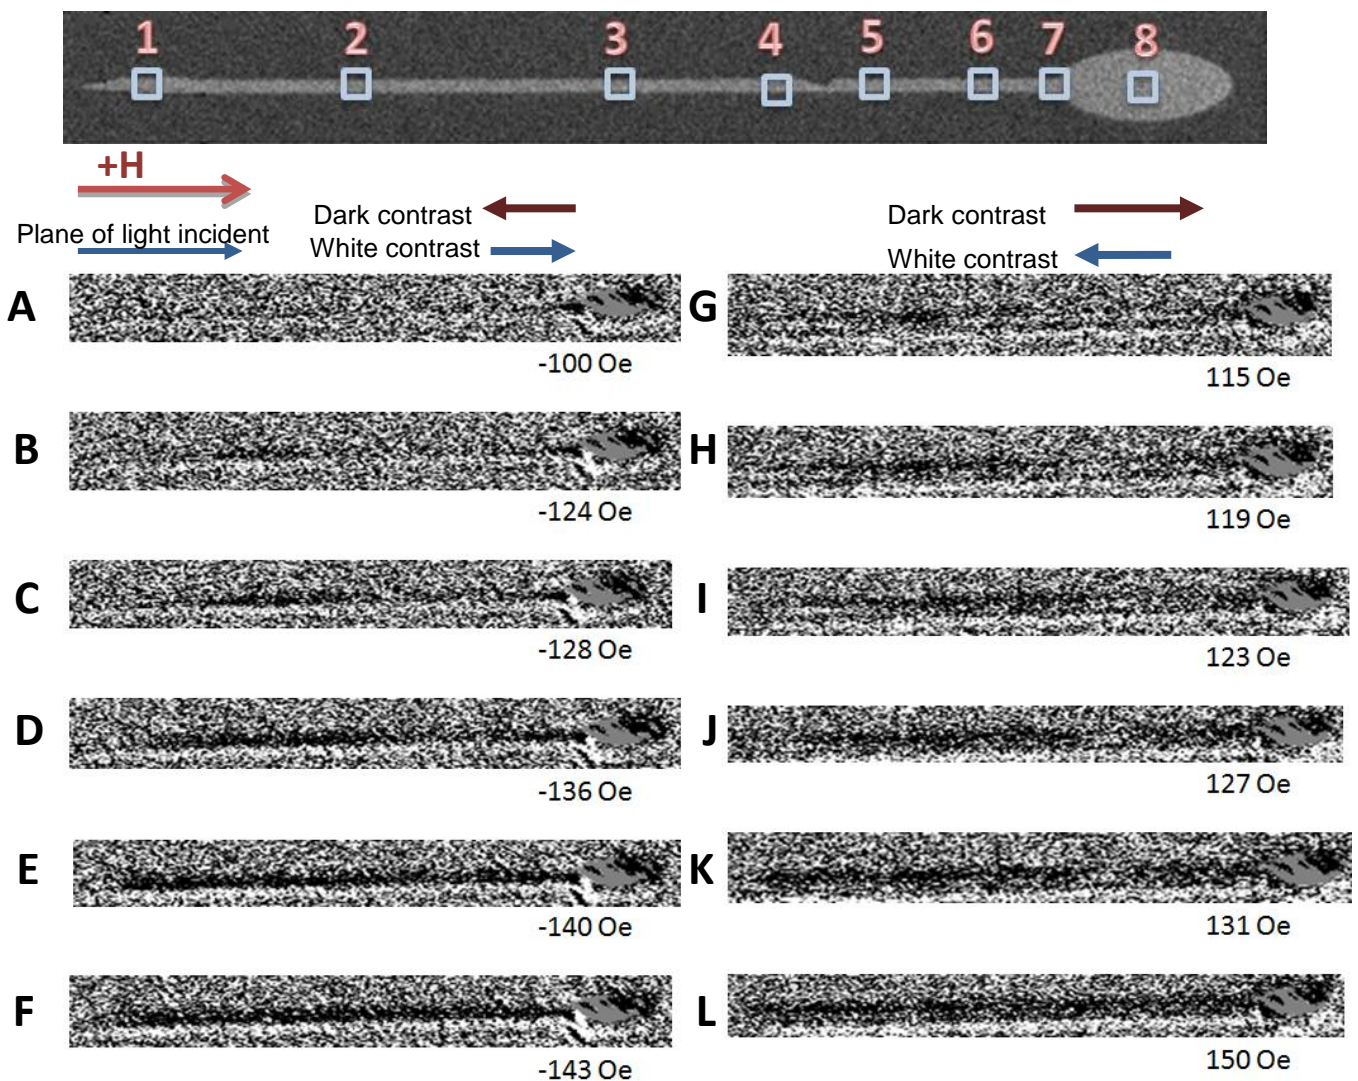 1 2 3 4 5 6 7 8
+H
Plane of light incident
Dark contrast
White contrast
Dark contrast
White contrast
A
-100 Oe
B
-124 Oe
C
-128 Oe
D
-136 Oe
E
-140 Oe
F
-143 Oe
G
115 Oe
H
119 Oe
I
123 Oe
J
127 Oe
K
131 Oe
L
150 Oe